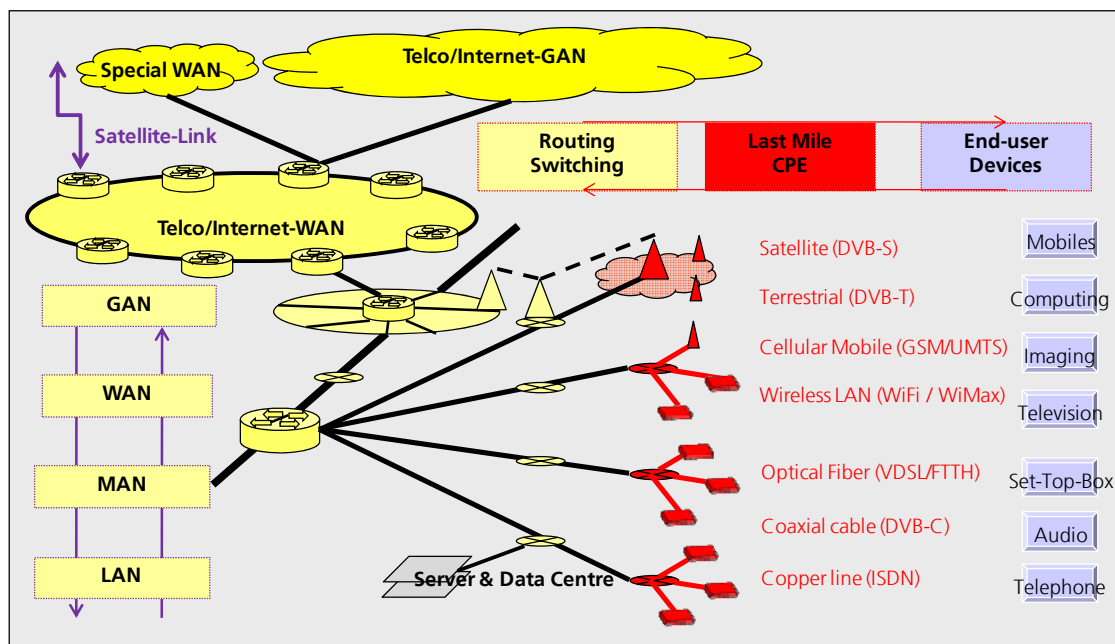 Special WAN
Telco/Internet-GAN
Satellite-Link
Routing
Switching
Last Mile
CPE
End-user
Devices
Telco/Internet-WAN
GAN
WAN
MAN
LAN
Server & Data Centre
Satellite (DVB-S)
Terrestrial (DVB-T)
Cellular Mobile (GSM/UMTS)
Wireless LAN (WiFi / WiMax)
Optical Fiber (VDSL/FTTH)
Coaxial cable (DVB-C)
Copper line (ISDN)
Mobiles
Computing
Imaging
Television
Set-Top-Box
Audio
Telephone